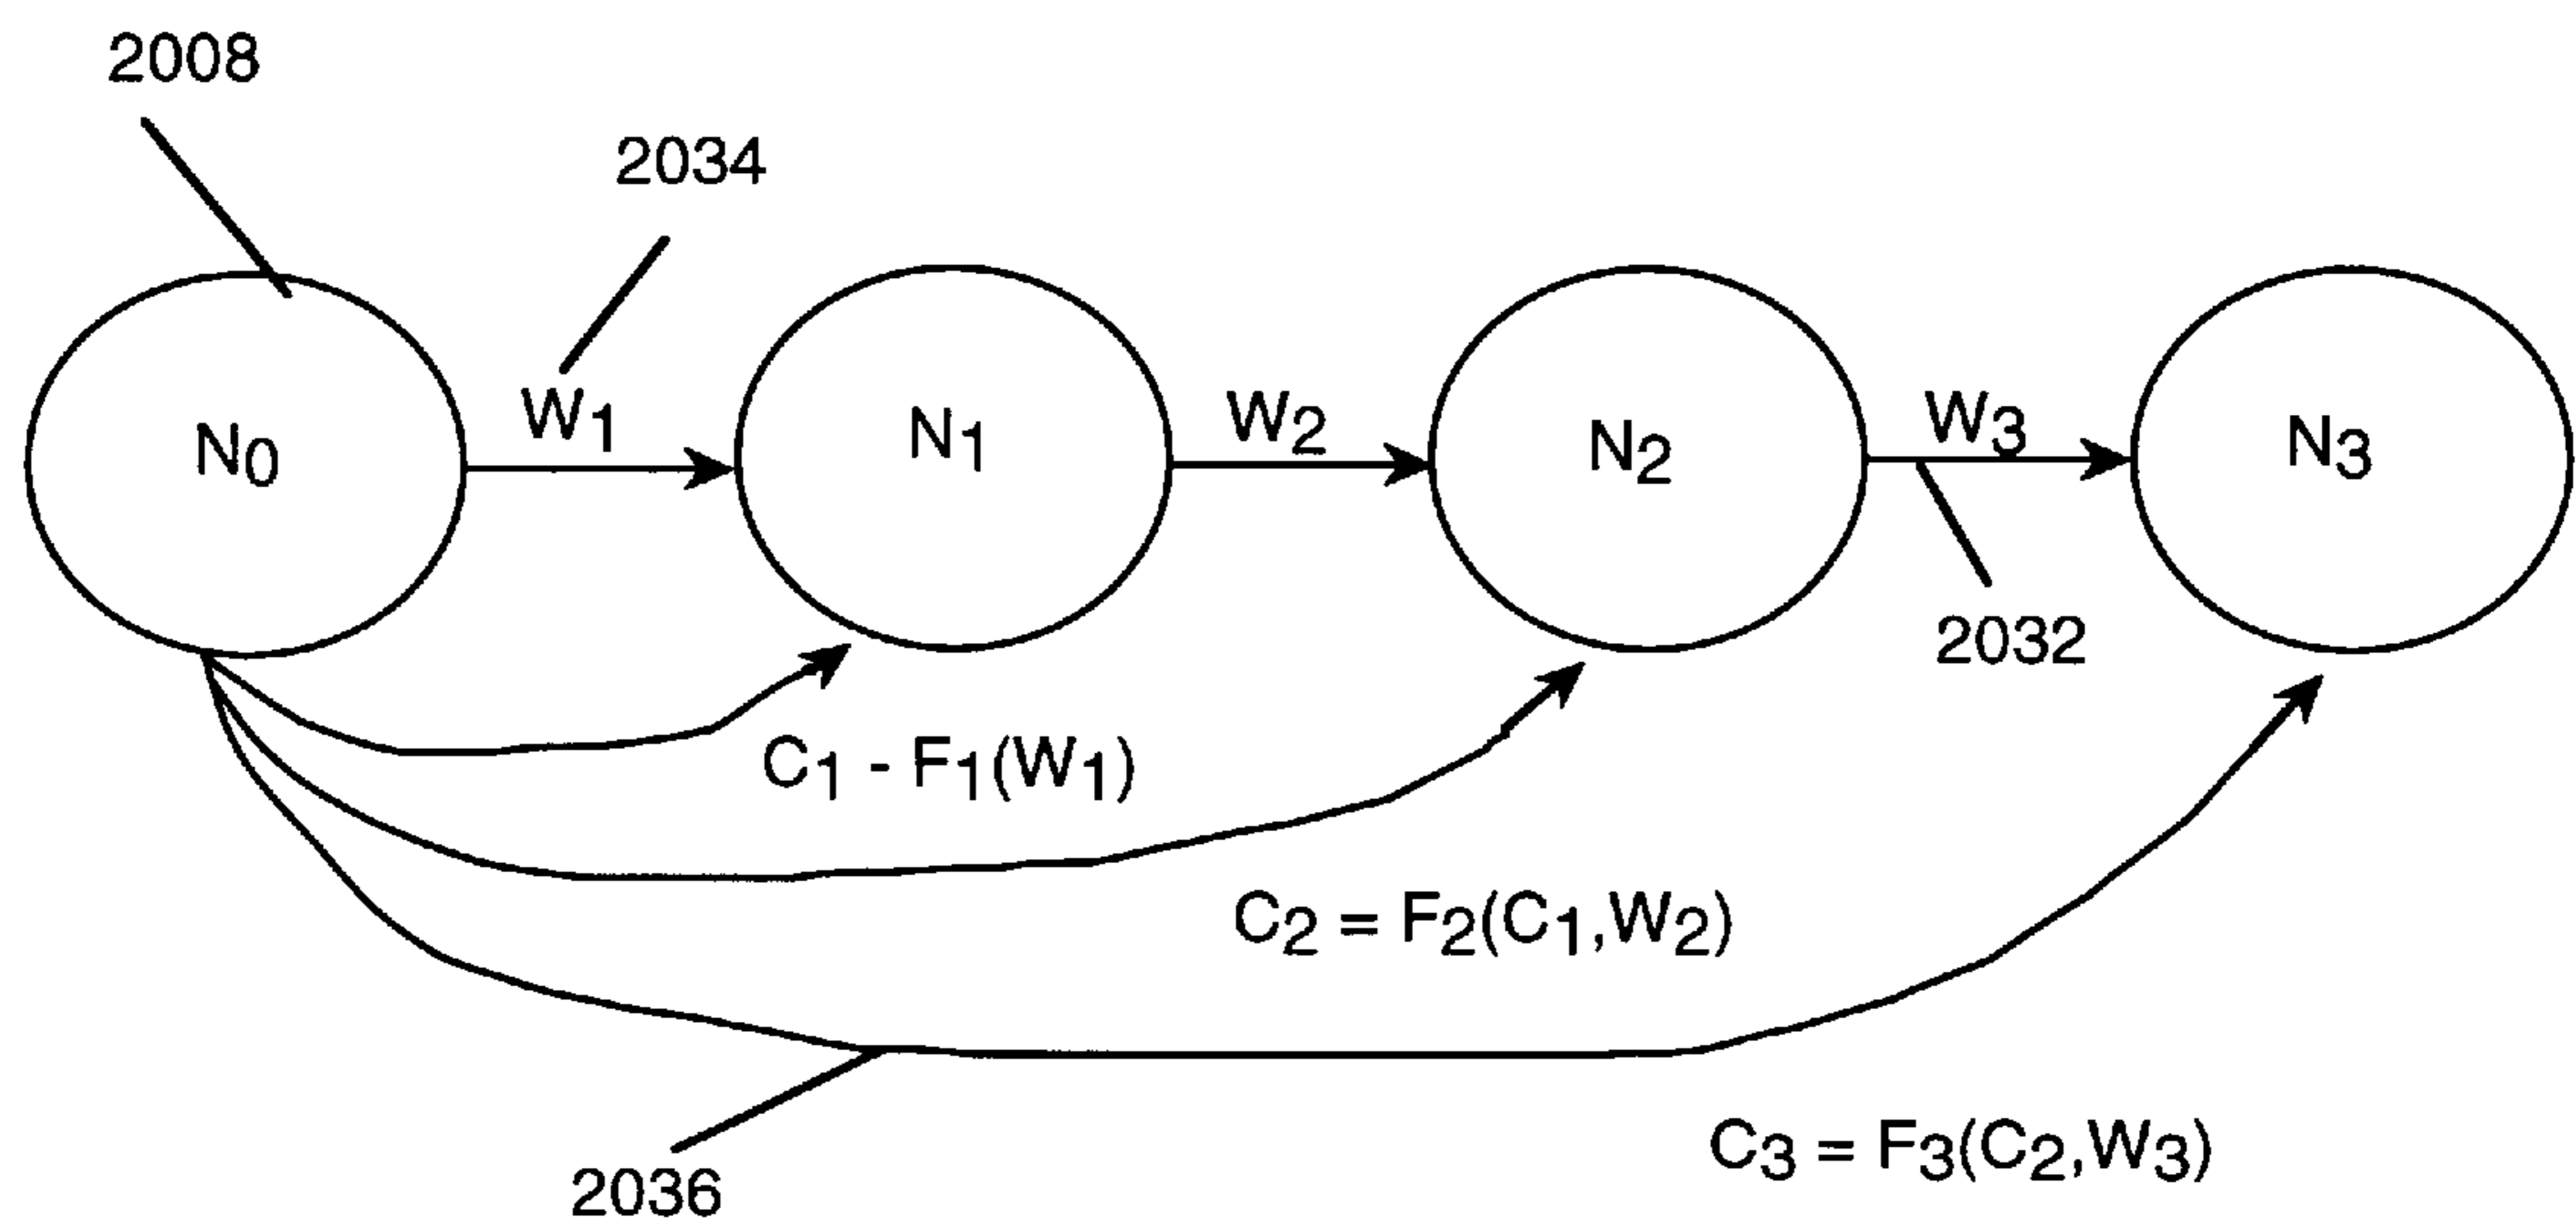 2008
2034
N0
W1
N1
W2
N2
W3
N3
2032
C1 - F1(W1)
C2 = F2(C1,W2)
C3 = F3(C2,W3)
2036